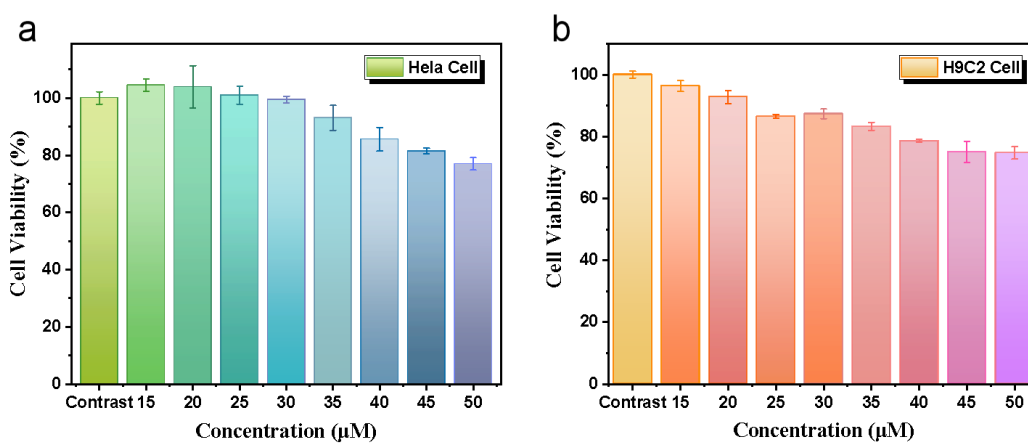 a
Hela Cell
Cell Viability (%)
100
80
60
40
20
0
Contrast 15 20 25 30 35 40 45 50
Concentration (μM)
b
H9C2 Cell
Cell Viability (%)
100
80
60
40
20
0
Contrast 15 20 25 30 35 40 45 50
Concentration (μM)